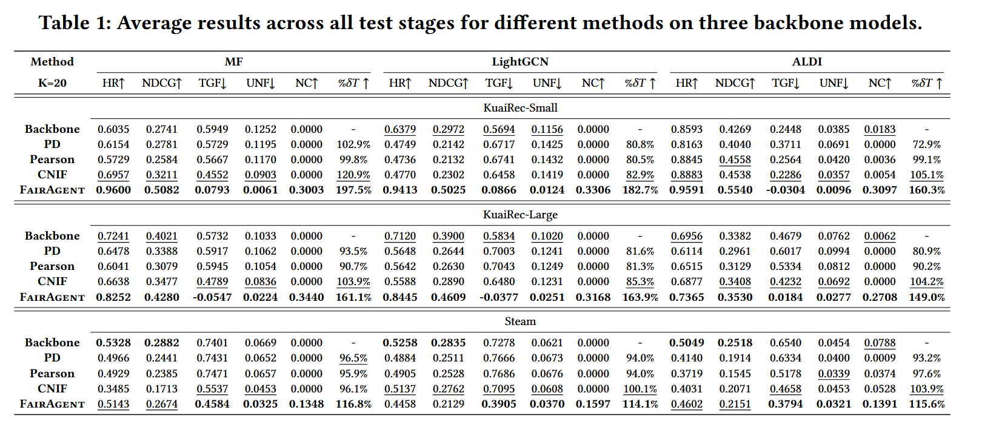 Table 1: Average results across all test stages for different methods on three backbone models.
Method MF LightGCN ALDI
K=20 HR↑ NDCG↑ TGF↓ UNF↓ NC↑ %δT ↑ HR↑ NDCG↑ TGF↓ UNF↓ NC↑ %δT ↑ HR↑ NDCG↑ TGF↓ UNF↓ NC↑ %δT ↑
KuaiRec-Small
Backbone 0.6035 0.2741 0.5949 0.1252 0.0000 - 0.6379 0.2972 0.5694 0.1156 0.0000 - 0.8593 0.4269 0.2448 0.0385 0.0183 -
PD 0.6154 0.2781 0.5729 0.1195 0.0000 102.9% 0.4749 0.2142 0.6717 0.1425 0.0000 80.8% 0.8163 0.4040 0.3711 0.0691 0.0000 72.9%
Pearson 0.5729 0.2584 0.5667 0.1170 0.0000 99.8% 0.4736 0.2132 0.6741 0.1432 0.0000 80.5% 0.8845 0.4558 0.2564 0.0420 0.0036 99.1%
CNIF 0.6957 0.3211 0.4552 0.0903 0.0000 120.9% 0.4770 0.2302 0.6458 0.1419 0.0000 82.9% 0.8883 0.4538 0.2286 0.0357 0.0054 105.1%
FAIRAGENT 0.9600 0.5082 0.0793 0.0061 0.3003 197.5% 0.9413 0.5025 0.0866 0.0124 0.3306 182.7% 0.9591 0.5540 -0.0304 0.0096 0.3097 160.3%
KuaiRec-Large
Backbone 0.7241 0.4021 0.5732 0.1033 0.0000 - 0.7120 0.3900 0.5834 0.1020 0.0000 - 0.6956 0.3382 0.4679 0.0762 0.0062 -
PD 0.6478 0.3388 0.5917 0.1062 0.0000 93.5% 0.5648 0.2644 0.7003 0.1241 0.0000 81.6% 0.6114 0.2961 0.6017 0.0994 0.0000 80.9%
Pearson 0.6041 0.3079 0.5945 0.1054 0.0000 90.7% 0.5642 0.2630 0.7043 0.1249 0.0000 81.3% 0.6515 0.3129 0.5334 0.0812 0.0000 90.2%
CNIF 0.6638 0.3477 0.4789 0.0836 0.0000 103.9% 0.5588 0.2890 0.6480 0.1231 0.0000 85.3% 0.6877 0.3408 0.4232 0.0692 0.0000 104.2%
FAIRAGENT 0.8252 0.4280 -0.0547 0.0224 0.3440 161.1% 0.8445 0.4609 -0.0377 0.0251 0.3168 163.9% 0.7365 0.3530 0.0184 0.0277 0.2708 149.0%
Steam
Backbone 0.5328 0.2882 0.7401 0.0669 0.0000 - 0.5258 0.2835 0.7278 0.0621 0.0000 - 0.5049 0.2518 0.6540 0.0454 0.0788 -
PD 0.4966 0.2441 0.7431 0.0652 0.0000 96.5% 0.4884 0.2511 0.7666 0.0673 0.0000 94.0% 0.4140 0.1914 0.6334 0.0400 0.0009 93.2%
Pearson 0.4929 0.2385 0.7471 0.0657 0.0000 95.9% 0.4905 0.2528 0.7686 0.0676 0.0000 94.0% 0.3719 0.1545 0.5178 0.0339 0.0374 97.6%
CNIF 0.3485 0.1713 0.5537 0.0453 0.0000 96.1% 0.5137 0.2762 0.7095 0.0608 0.0000 100.1% 0.4031 0.2071 0.4658 0.0453 0.0528 103.9%
FAIRAGENT 0.5143 0.2674 0.4584 0.0325 0.1348 116.8% 0.4458 0.2129 0.3905 0.0370 0.1597 114.1% 0.4602 0.2151 0.3794 0.0321 0.1391 115.6%